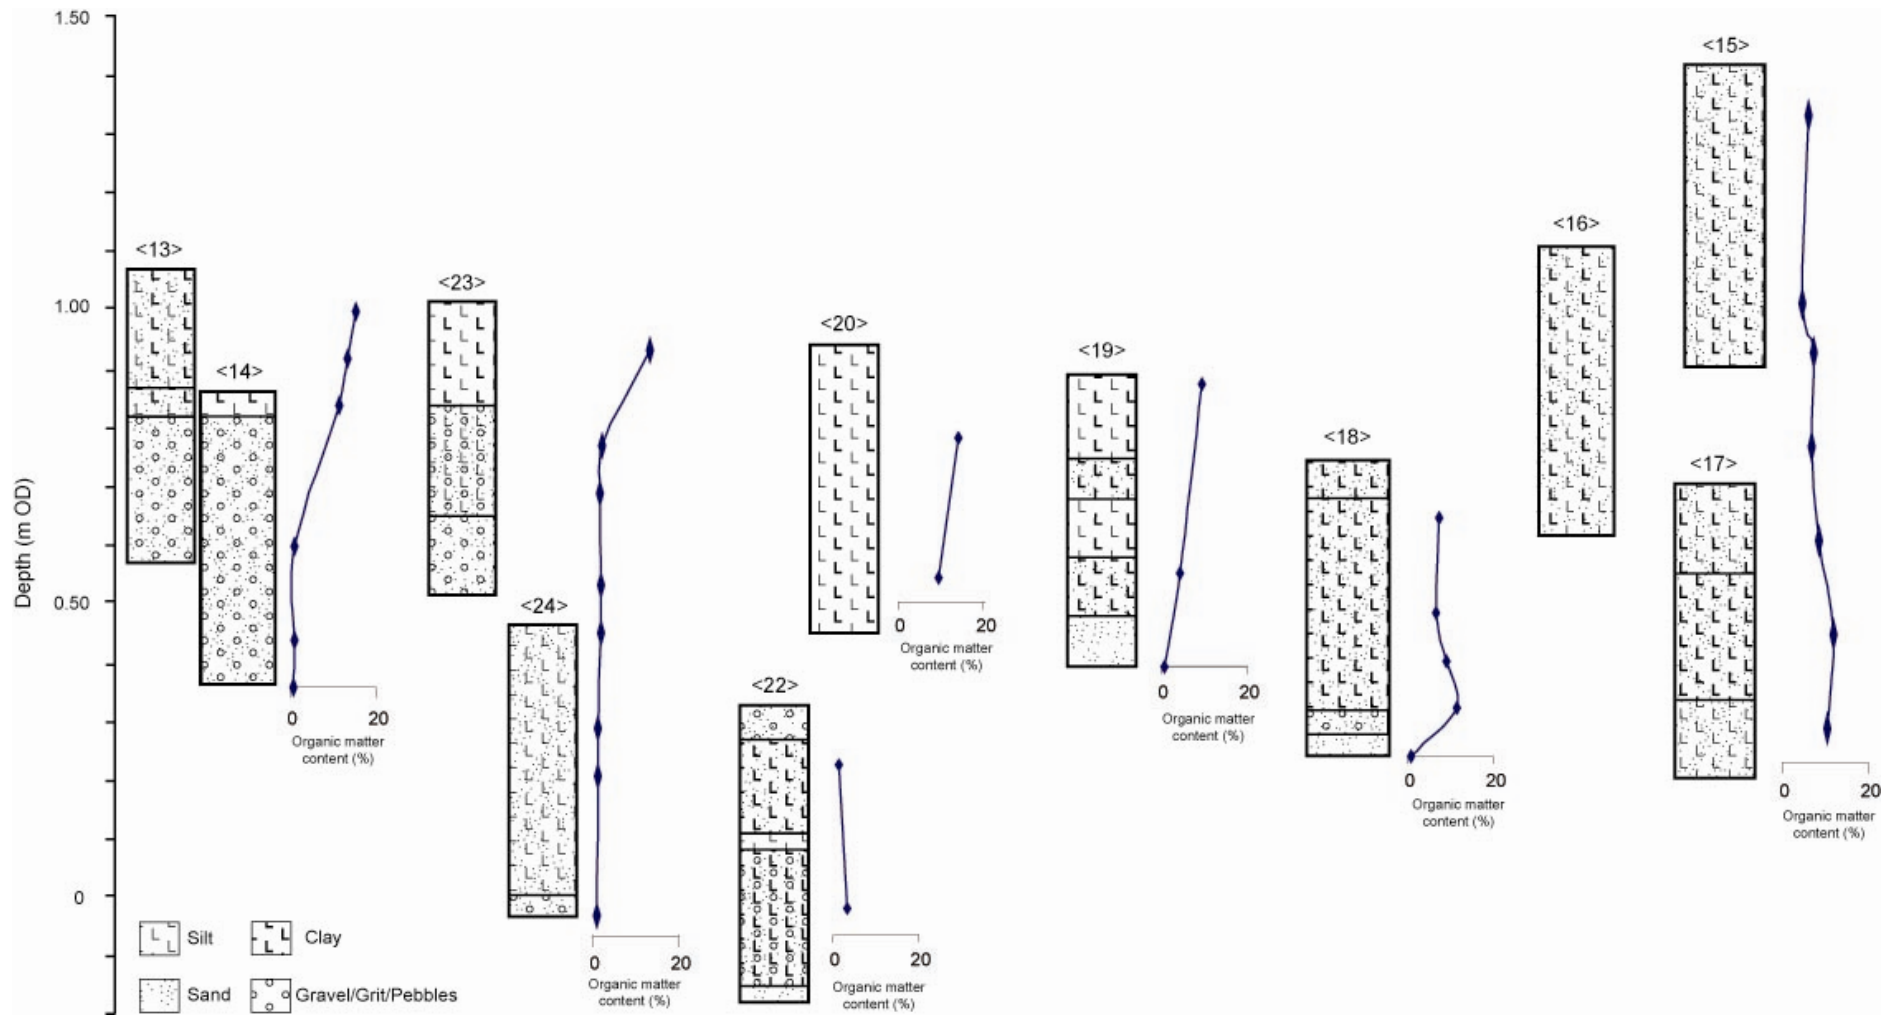 1.50
<15>
<16>
<13>
<23>
1.00
<20>
<19>
<14>
<18>
<17>
Depth (m OD)
0.50
<24>
0 20
Organic matter
content (%)
<22>
0 20
Organic matter
content (%)
0 20
Organic matter
content (%)
0 20
Organic matter
content (%)
0 20
Organic matter
content (%)
0
Silt Clay
0 20
Organic matter
content (%)
0 20
Organic matter
content (%)
Sand Gravel/Grit/Pebbles